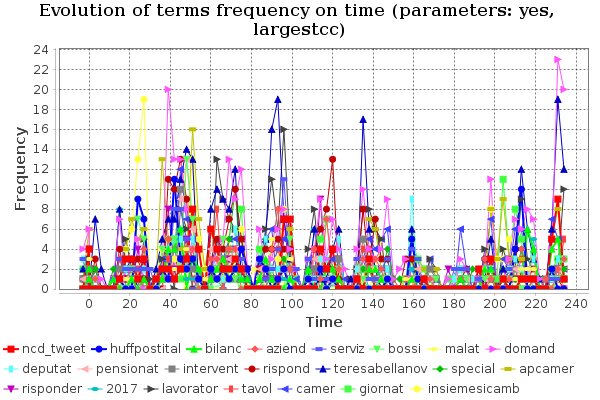 Evolution of terms frequency on time (parameters: yes,
largestcc)
24
22
20
18
16
14
12
10
8
6
4
2
0
Frequency
0 20 40 60 80 100 120 140 160 180 200 220 240
Time
ncd_tweet huffpostital bilanc aziend serviz bossi malat domand
deputat pensionat intervent rispond teresabellanov special apcamer
risponder 2017 lavorator tavol camer giornat insiemesicamb